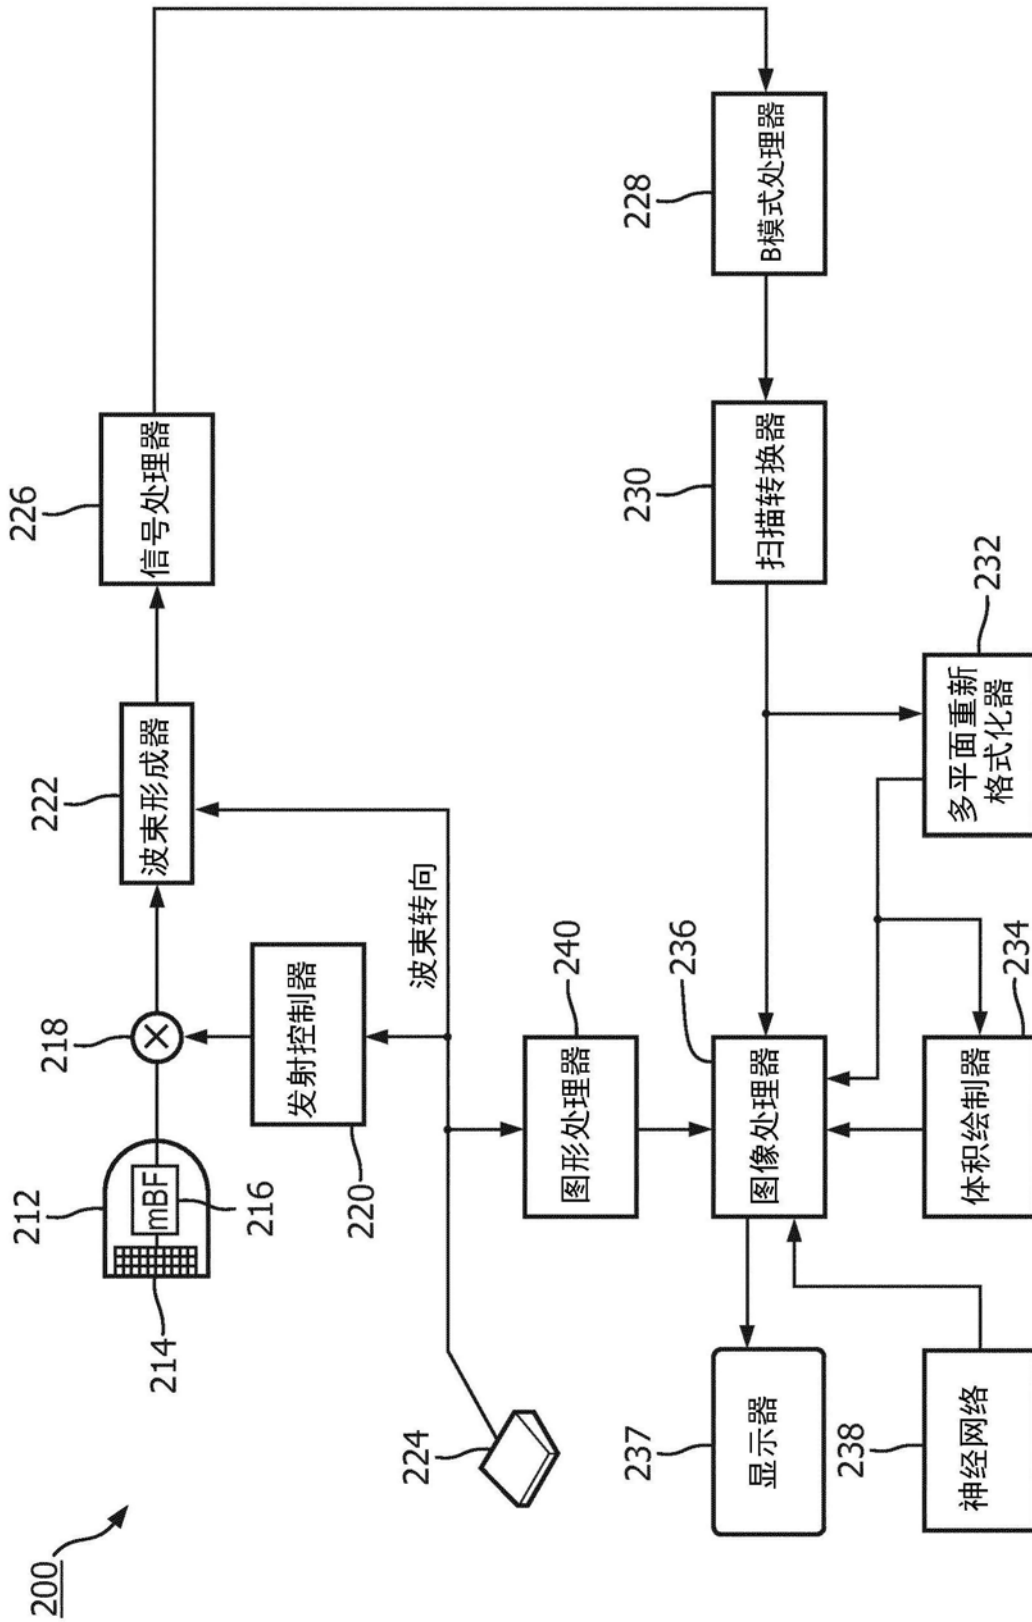 200
212
214
mBF
216
218
发射控制器
220
222
波束形成器
224
波束转向
226
信号处理器
228
B模式处理器
230
扫描转换器
232
多平面重新
格式化器
234
体积绘制器
236
图像处理器
240
图形处理器
237
显示器
238
神经网络